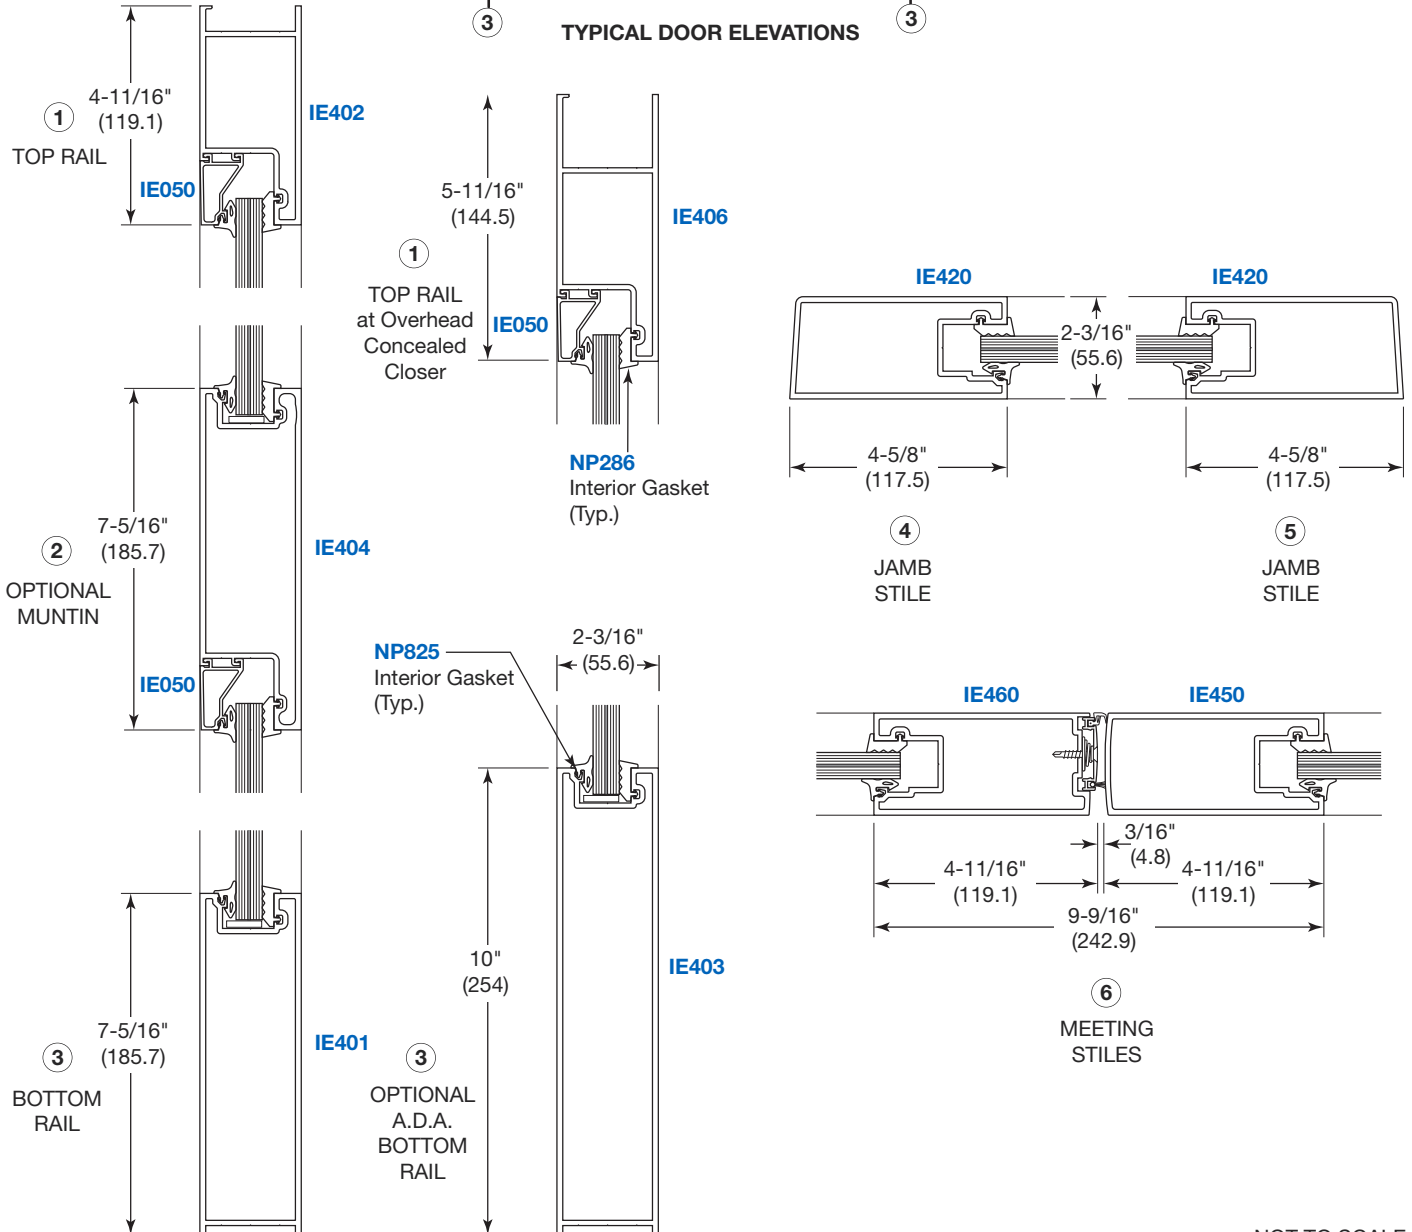 3
TYPICAL DOOR ELEVATIONS
3
1
4-11/16"
(119.1)
TOP RAIL
IE402
IE050
5-11/16"
(144.5)
IE406
1
TOP RAIL
at Overhead
Concealed
Closer
IE050
NP286
Interior Gasket
(Typ.)
IE420
IE420
2-3/16"
(55.6)
4-5/8"
(117.5)
4-5/8"
(117.5)
4
JAMB
STILE
5
JAMB
STILE
2
OPTIONAL
MUNTIN
7-5/16"
(185.7)
IE404
IE050
NP825
Interior Gasket
(Typ.)
2-3/16"
(55.6)
IE460
IE450
3/16"
(4.8)
4-11/16"
(119.1)
4-11/16"
(119.1)
9-9/16"
(242.9)
6
MEETING
STILES
10"
(254)
IE403
3
OPTIONAL
A.D.A.
BOTTOM
RAIL
3
BOTTOM
RAIL
7-5/16"
(185.7)
IE401